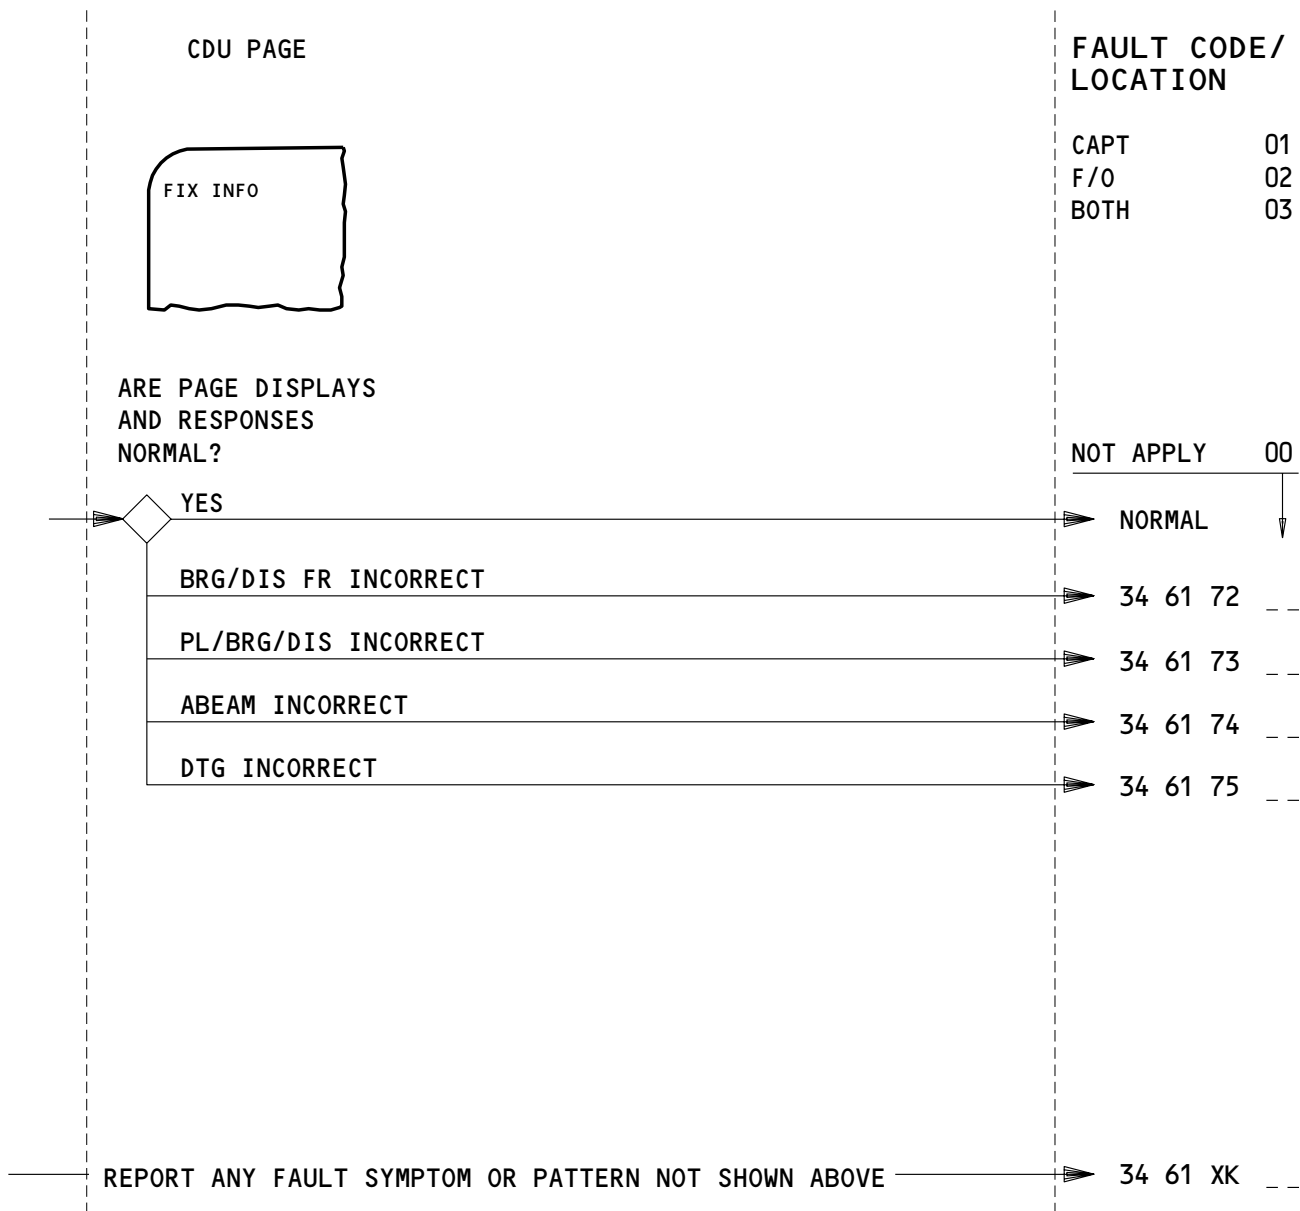 CDU PAGE
FAULT CODE/
LOCATION
CAPT 01
F/O 02
BOTH 03
FIX INFO
ARE PAGE DISPLAYS
AND RESPONSES
NORMAL?
NOT APPLY 00
YES
NORMAL
BRG/DIS FR INCORRECT
34 61 72 _ _
PL/BRG/DIS INCORRECT
34 61 73 _ _
ABEAM INCORRECT
34 61 74 _ _
DTG INCORRECT
34 61 75 _ _
REPORT ANY FAULT SYMPTOM OR PATTERN NOT SHOWN ABOVE
34 61 XK _ _